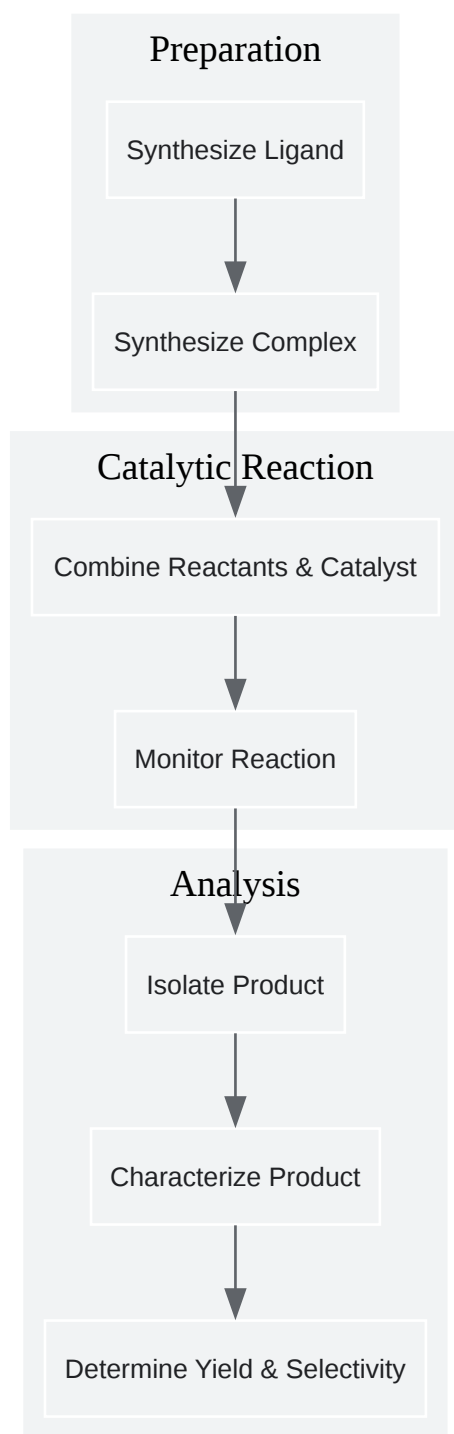 Preparation
Synthesize Ligand
Synthesize Complex
Catalytic Reaction
Combine Reactants & Catalyst
Monitor Reaction
Analysis
Isolate Product
Characterize Product
Determine Yield & Selectivity